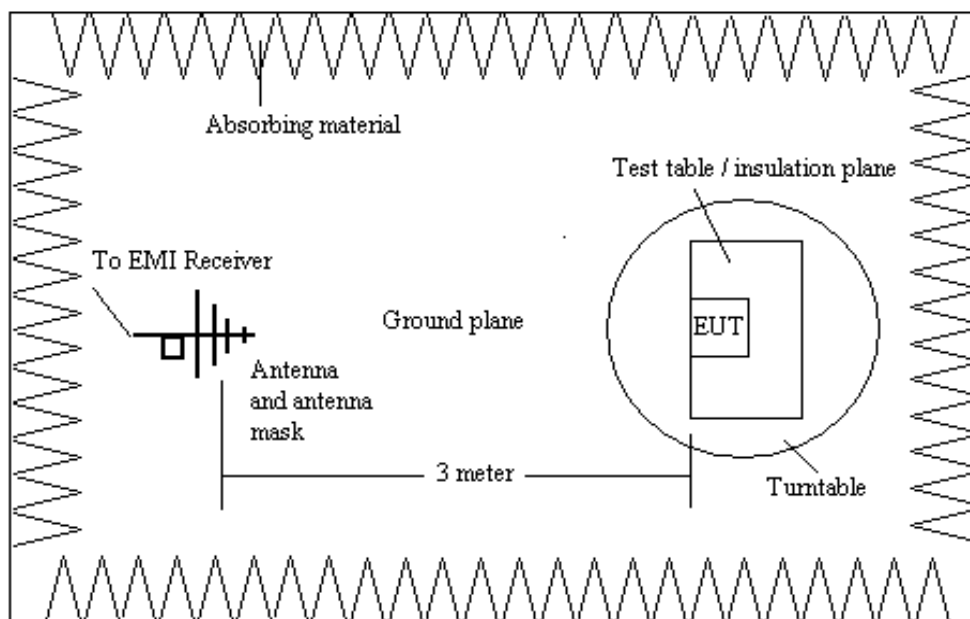 Absorbing material
Test table / insulation plane
To EMI Receiver
Ground plane
EUT
Antenna
and antenna
mask
3 meter
Turntable